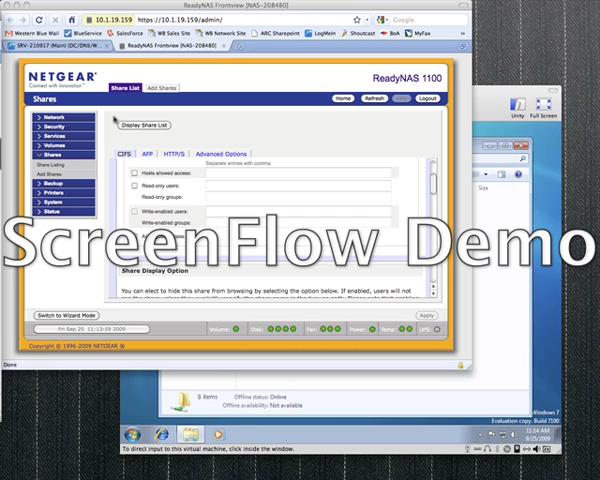 ReadyNAS Frontview [NAS-208480]
10.1.19.159 https://10.1.19.159/admin/
Google
Western Blue Mail BlueService SalesForce WB Sales Site WB Network Site ARC Shoppoint LogMeIn Shoutcast BoA MyFax
SRV-210917 (Main) (DC/DNS/W... ReadyNAS Frontview [NAS-208480]
NETGEAR
Connect with Innovation
Share List Add Shares
ReadyNAS 1100
Shares
Home Refresh Logout
Network
Security
Services
Volumes
Shares
Share Listing
Add Shares
Backup
Printers
System
Status
Display Share List
CIFS AFP HTTP/S Advanced Options
Separate entries with comma
Hosts allowed access:
Read-only users:
Read-only groups:
Write-enabled users:
Write-enabled groups:
ScreenFlow Demo
Share Display Option
You can elect to hide this share from browsing by selecting the option below. If enabled, users will not
Switch to Wizard Mode
Apply
Fri Sep 25 11:13:59 2009
Volume: Disk: Fan: Power: Temp: UPS:
Copyright © 1996-2009 NETGEAR ®
Done
Unity Full Screen
Size
8 items Offline status: Online
Offline availability: Not available
Windows 7
Evaluation copy. Build 7100
11:14 AM
9/25/2009
To direct input to this virtual machine, click inside the window.